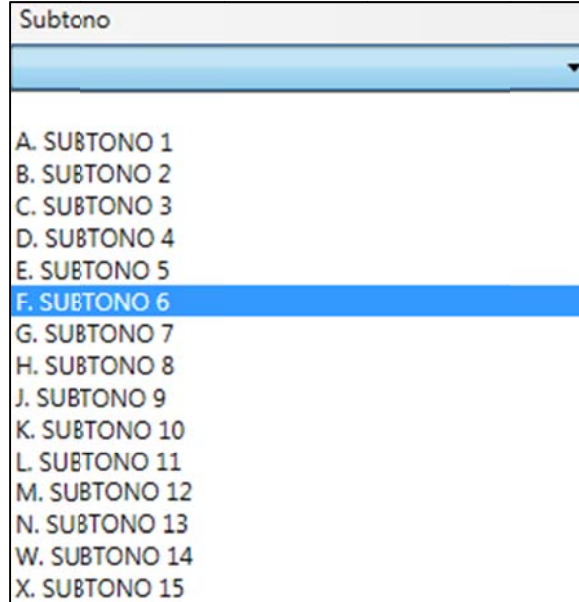 Subtono
A. SUBTONO 1
B. SUBTONO 2
C. SUBTONO 3
D. SUBTONO 4
E. SUBTONO 5
F. SUBTONO 6
G. SUBTONO 7
H. SUBTONO 8
J. SUBTONO 9
K. SUBTONO 10
L. SUBTONO 11
M. SUBTONO 12
N. SUBTONO 13
W. SUBTONO 14
X. SUBTONO 15